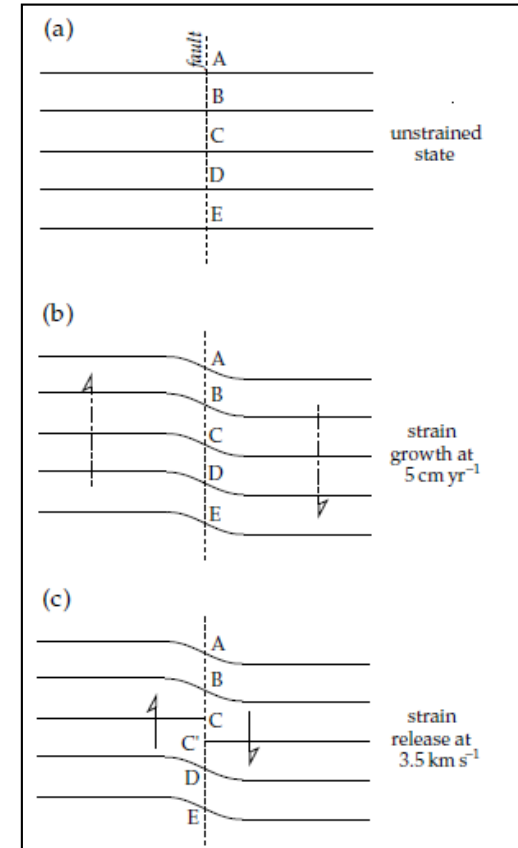 (a)
fault
A
B
C
D
E
unstrained
state
(b)
A
B
C
D
E
strain
growth at
5 cm yr⁻¹
(c)
A
B
C
C'
D
E
strain
release at
3.5 km s⁻¹